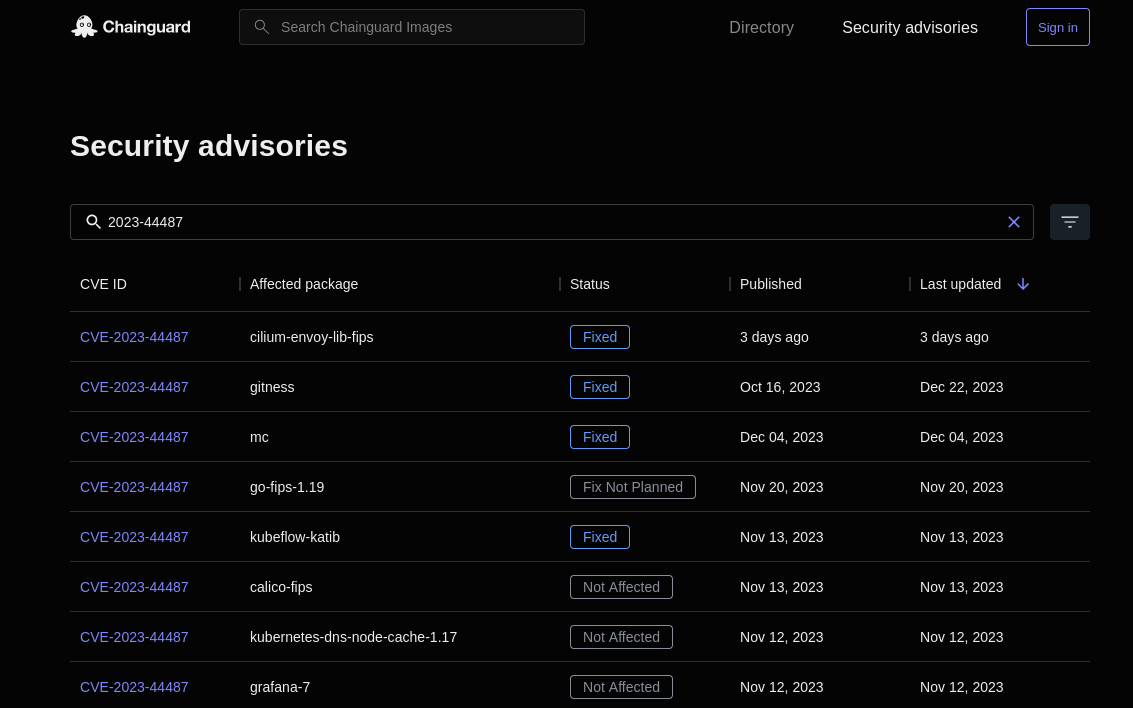 Chainguard
Search Chainguard Images
Directory
Security advisories
Sign in
Security advisories
2023-44487
CVE ID | Affected package | Status | Published | Last updated
CVE-2023-44487 cilium-envoy-lib-fips Fixed 3 days ago 3 days ago
CVE-2023-44487 gitness Fixed Oct 16, 2023 Dec 22, 2023
CVE-2023-44487 mc Fixed Dec 04, 2023 Dec 04, 2023
CVE-2023-44487 go-fips-1.19 Fix Not Planned Nov 20, 2023 Nov 20, 2023
CVE-2023-44487 kubeflow-katib Fixed Nov 13, 2023 Nov 13, 2023
CVE-2023-44487 calico-fips Not Affected Nov 13, 2023 Nov 13, 2023
CVE-2023-44487 kubernetes-dns-node-cache-1.17 Not Affected Nov 12, 2023 Nov 12, 2023
CVE-2023-44487 grafana-7 Not Affected Nov 12, 2023 Nov 12, 2023